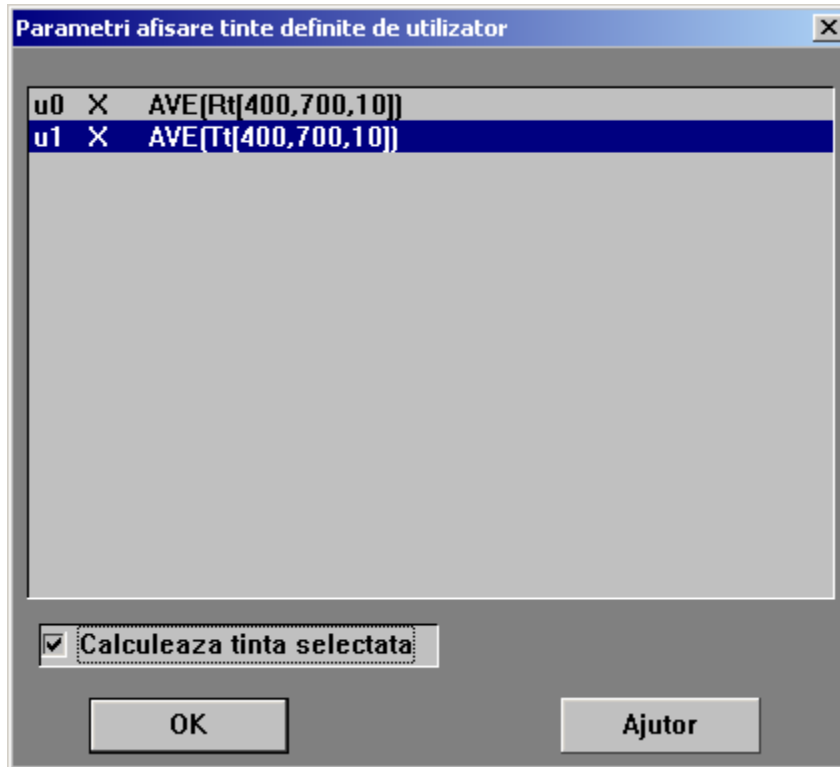 Parametri afisare tinte definite de utilizator
u0 X AVE(Rt[400,700,10])
u1 X AVE(Tt[400,700,10])
Calculeaza tinta selectata
OK Ajutor